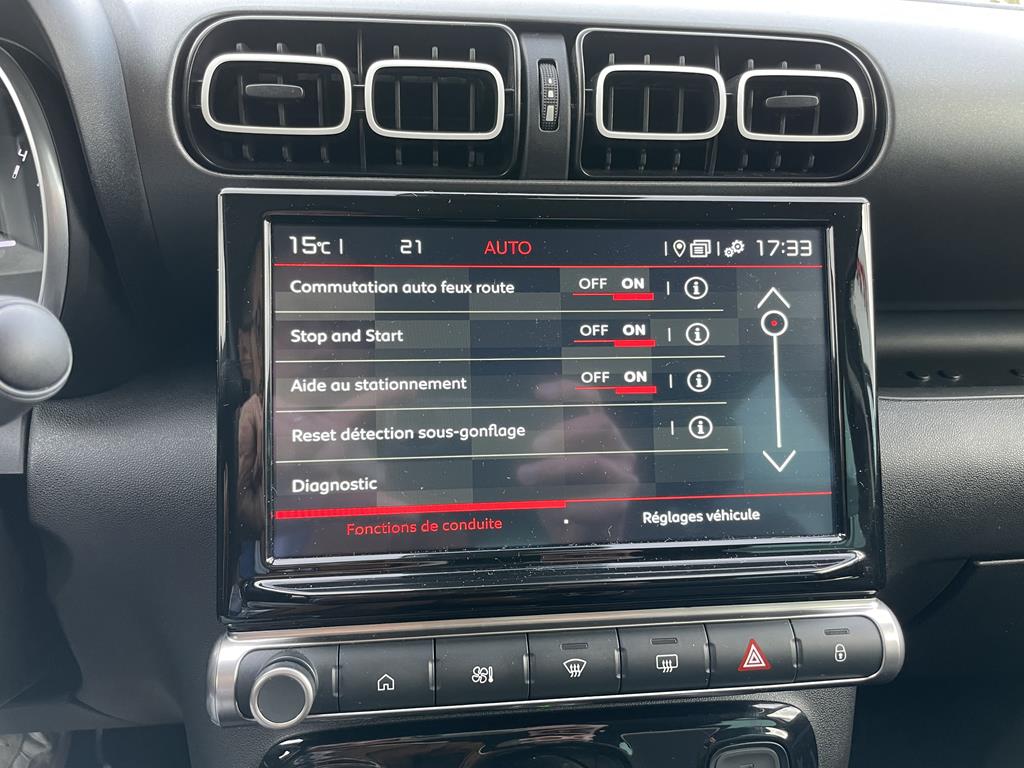 4
15°C 21 AUTO 17:33
Commutation auto feux route OFF ON
Stop and Start OFF ON
Aide au stationnement OFF ON
Reset détection sous-gonflage
Diagnostic
Fonctions de conduite Réglages véhicule